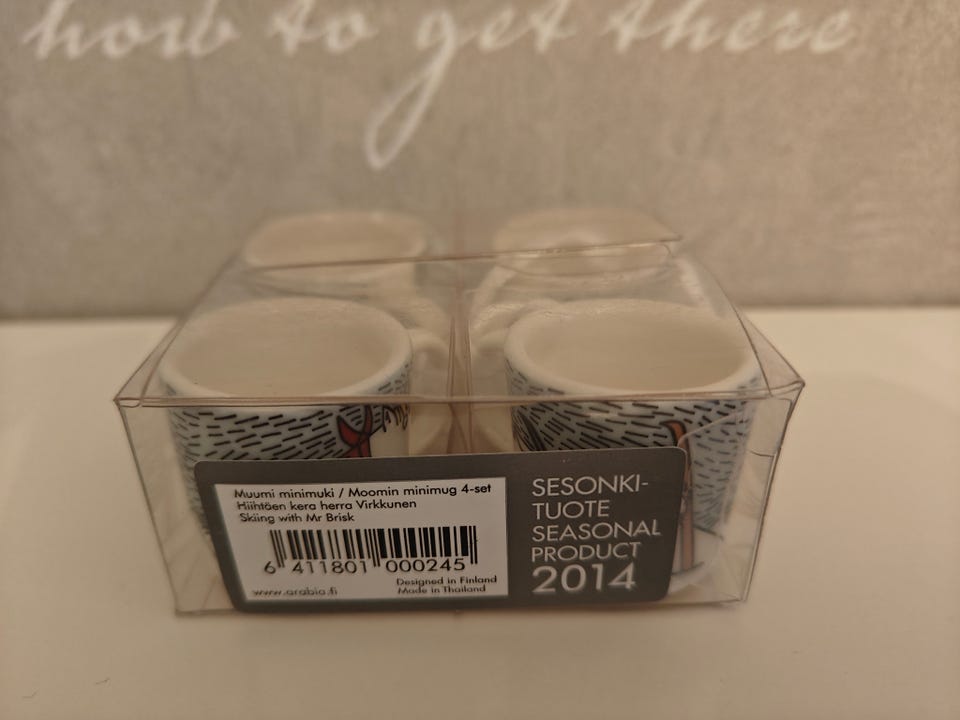 how to get there
Muumi minimuki / Moomin minimug 4-set
Hiihtäen kera herra Virkkunen
Skiing with Mr Brisk
6 411801 000245
Designed in Finland
www.arabia.fi Made in Thailand
SESONKI-
TUOTE
SEASONAL
PRODUCT
2014